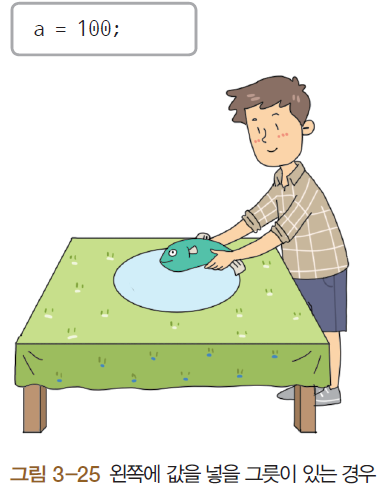 a = 100;
그림 3-25 왼쪽에 값을 넣을 그릇이 있는 경우